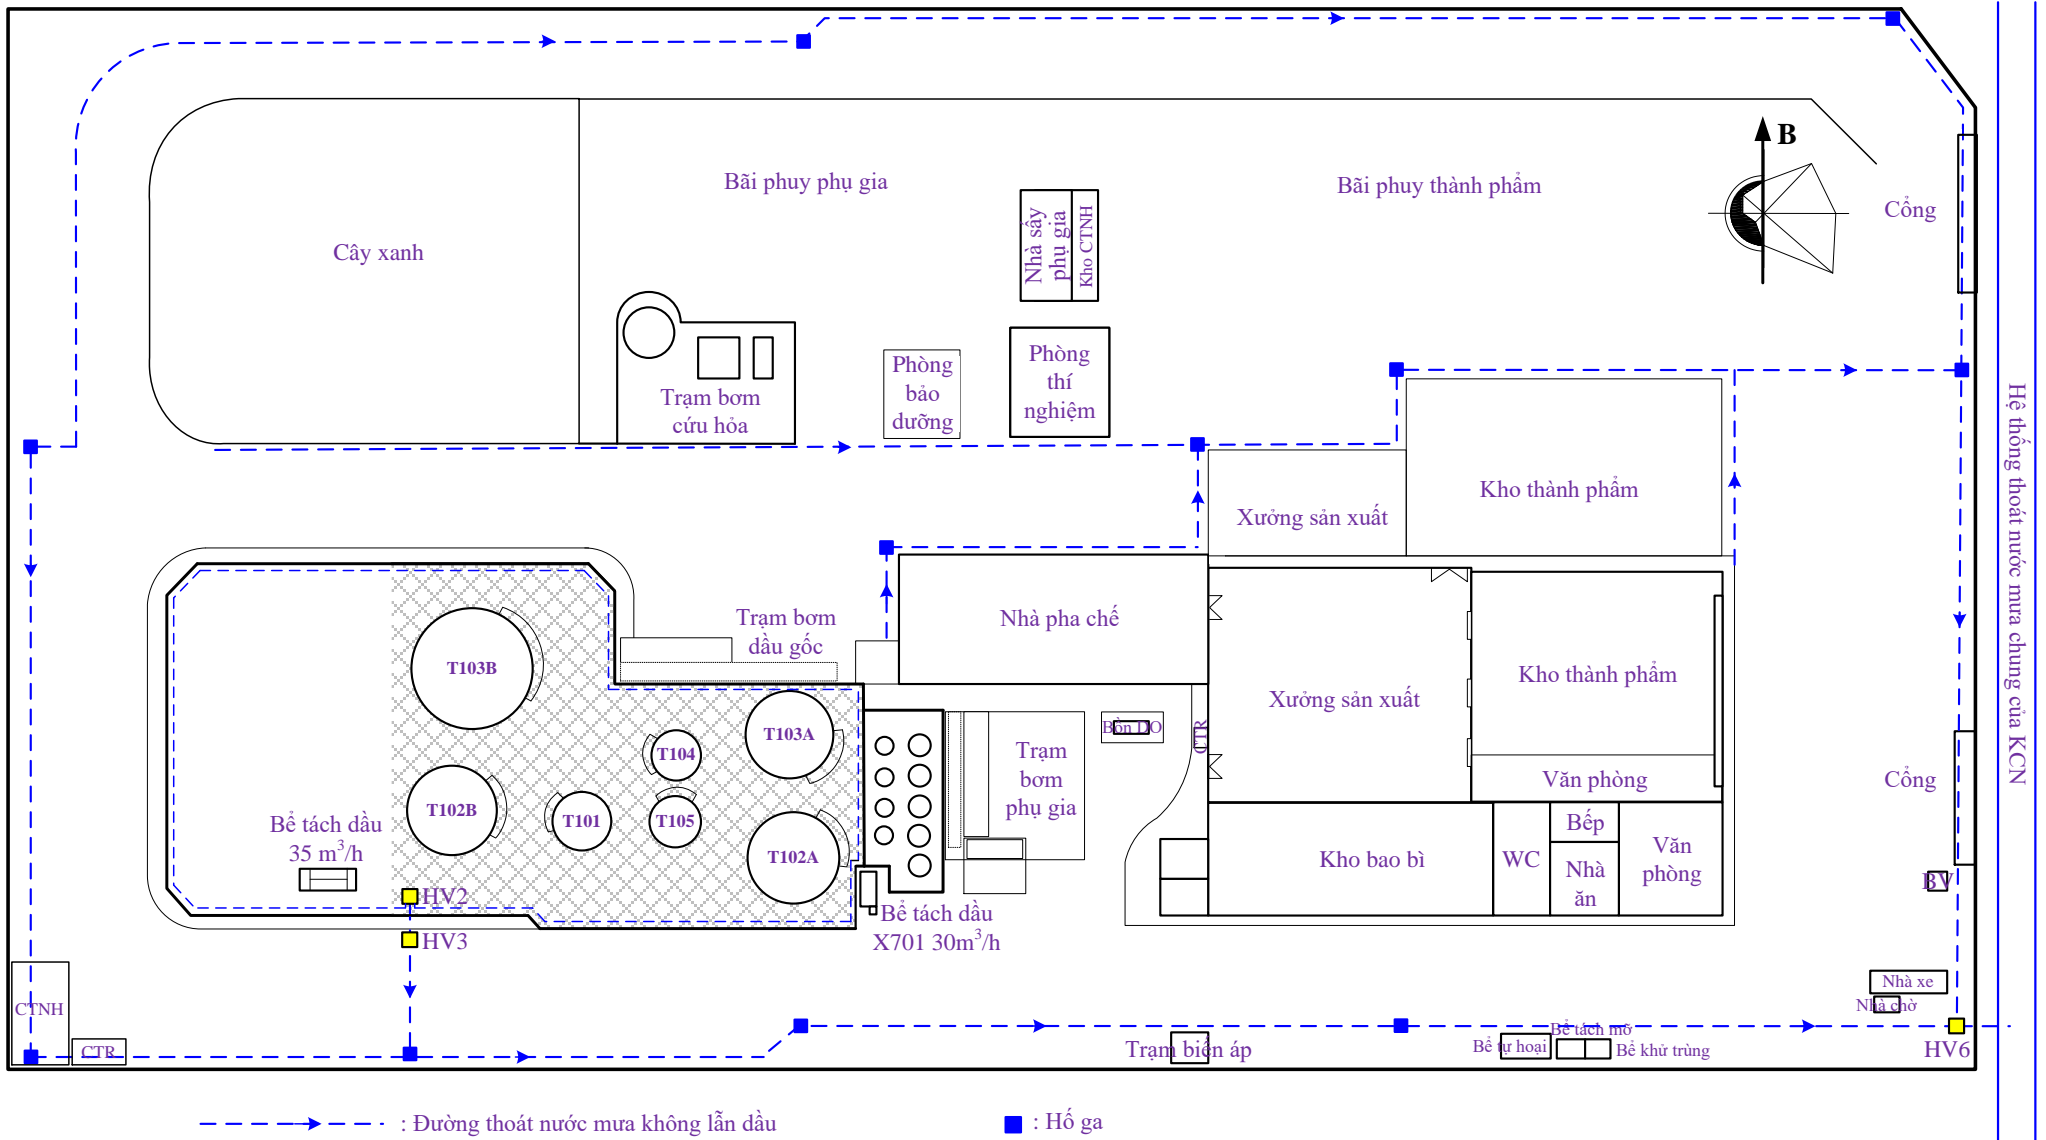 B
Bãi phuy phụ gia
Bãi phuy thành phẩm
Cổng
Nhà sấy
phụ gia
Kho CTNH
Cây xanh
Phòng
bảo
dưỡng
Phòng
thí
nghiệm
Trạm bơm
cứu hỏa
Hệ thống thoát nước mưa chung của KCN
Kho thành phẩm
Xưởng sản xuất
Trạm bơm
dầu gốc
Nhà pha chế
T103B
Kho thành phẩm
Xưởng sản xuất
T103A
T104
Bồn DO
CTR
Trạm
bơm
phụ gia
Văn phòng
Cổng
T102B
T101
T105
Bể tách dầu
35 m³/h
T102A
Bếp
Kho bao bì
WC
Nhà
ăn
Văn
phòng
BV
HV2
HV3
Bể tách dầu
X701 30m³/h
CTNH
CTR
Nhà xe
Nhà chờ
Bể tách mỡ
Trạm biến áp
Bể tự hoại
Bể khử trùng
HV6
: Đường thoát nước mưa không lẫn dầu
: Hố ga